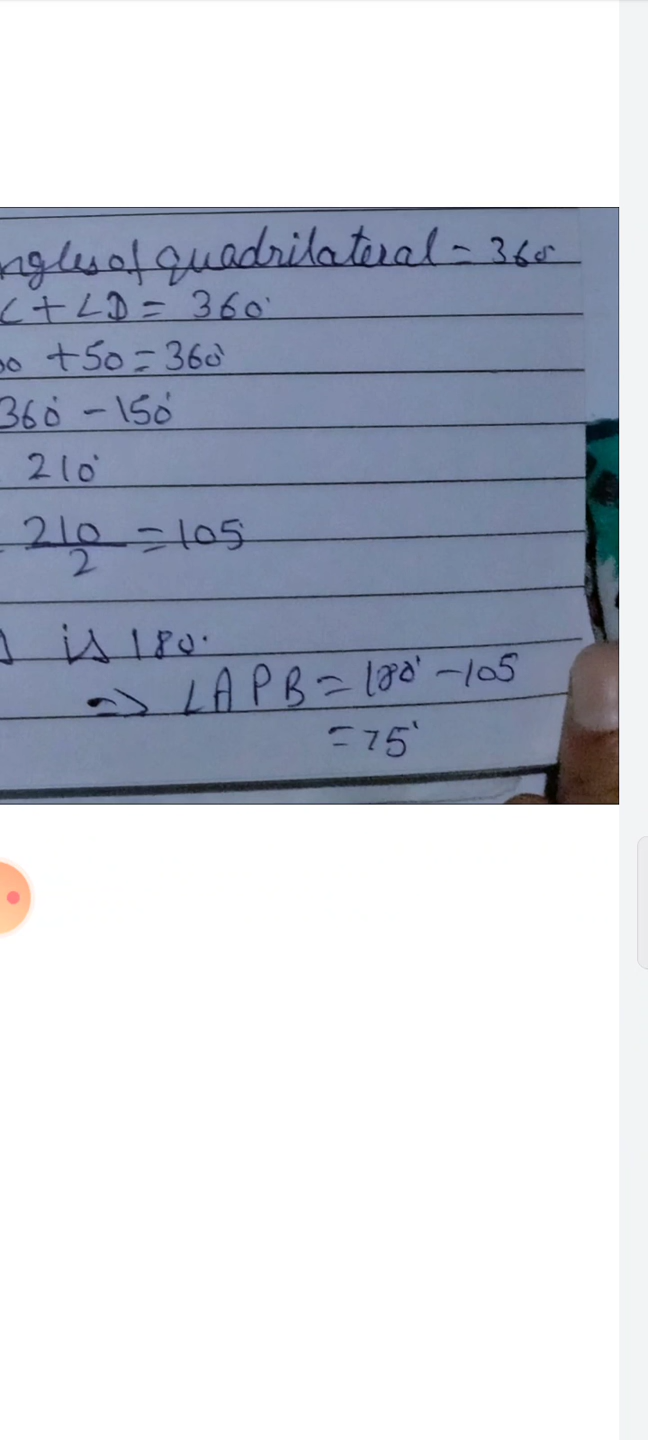 ngles of quadrilateral = 360°
C + ∠D = 360°
00 + 50 = 360°
360° - 150°
210°
210/2 = 105
is 180°
⇒ ∠APB = 180° - 105
= 75°